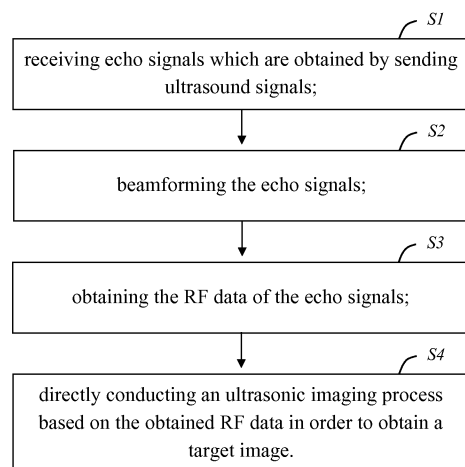 S1
receiving echo signals which are obtained by sending
ultrasound signals;
S2
beamforming the echo signals;
S3
obtaining the RF data of the echo signals;
S4
directly conducting an ultrasonic imaging process
based on the obtained RF data in order to obtain a
target image.